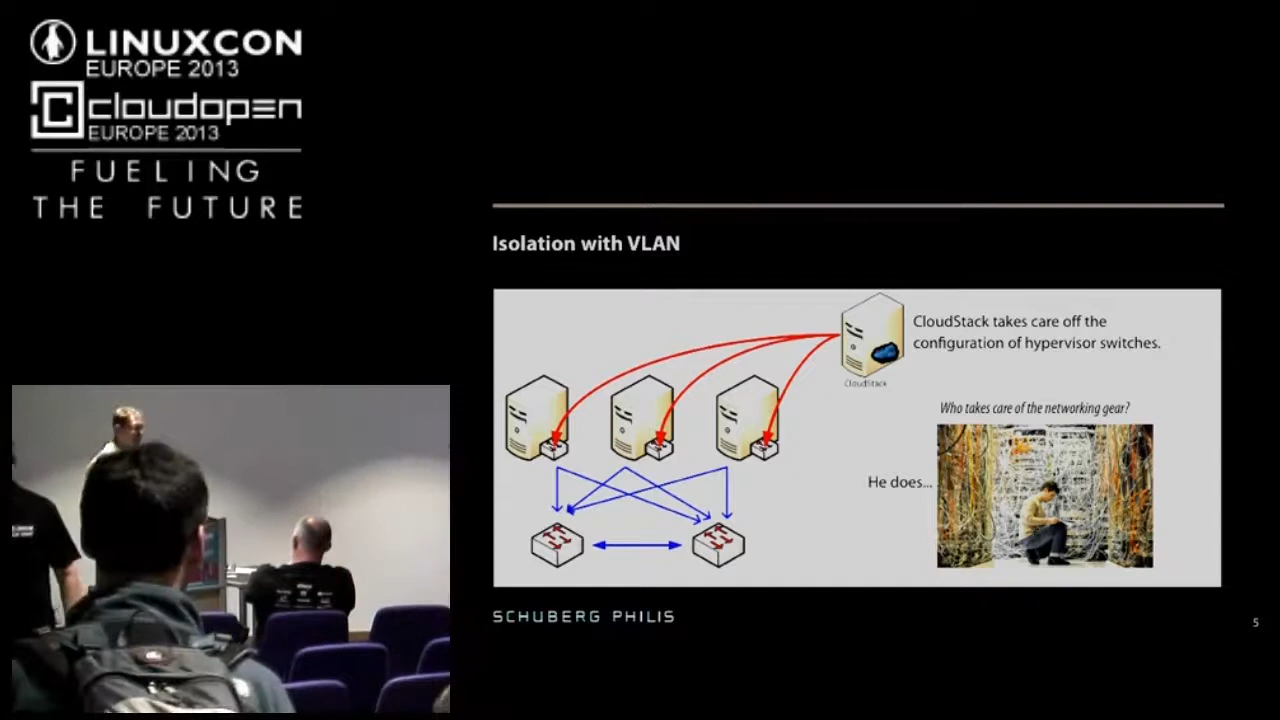 LINUXCON
EUROPE 2013
cloudopen
EUROPE 2013
FUELING
THE FUTURE
Isolation with VLAN
CloudStack takes care off the
configuration of hypervisor switches.
CloudStack
Who takes care of the networking gear?
He does...
SCHUBERG PHILIS
5